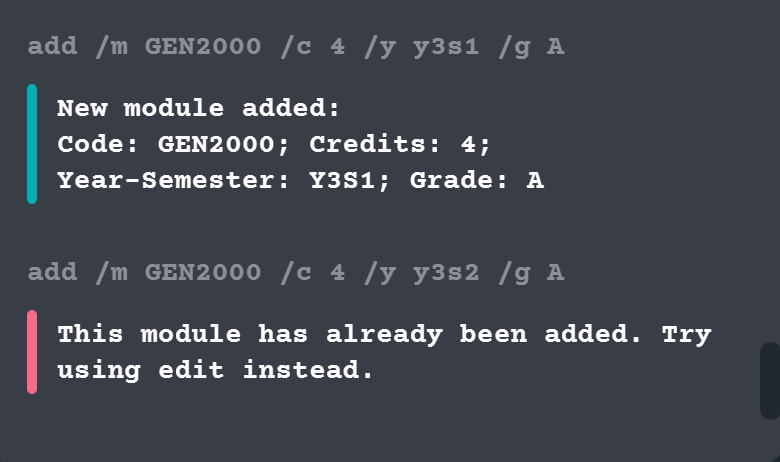 add /m GEN2000 /c 4 /y y3s1 /g A
New module added:
Code: GEN2000; Credits: 4;
Year-Semester: Y3S1; Grade: A
add /m GEN2000 /c 4 /y y3s2 /g A
This module has already been added. Try
using edit instead.